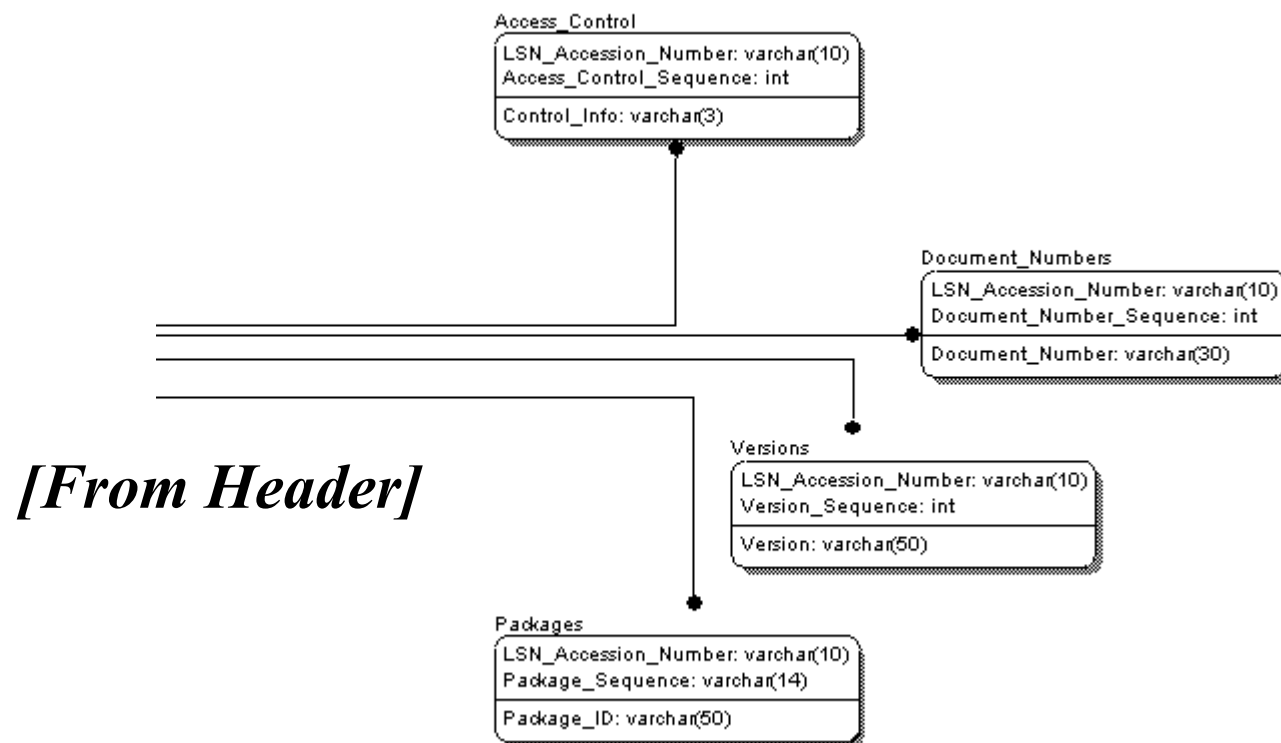 Access_Control
LSN_Accession_Number: varchar(10)
Access_Control_Sequence: int
Control_Info: varchar(3)
Document_Numbers
LSN_Accession_Number: varchar(10)
Document_Number_Sequence: int
Document_Number: varchar(30)
Versions
LSN_Accession_Number: varchar(10)
Version_Sequence: int
Version: varchar(50)
[From Header]
Packages
LSN_Accession_Number: varchar(10)
Package_Sequence: varchar(14)
Package_ID: varchar(50)